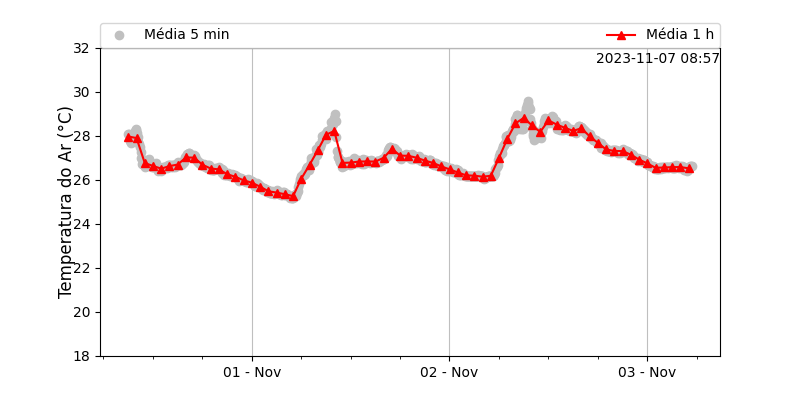 Média 5 min
Média 1 h
2023-11-07 08:57
Temperatura do Ar (°C)
32
30
28
26
24
22
20
18
01 - Nov
02 - Nov
03 - Nov